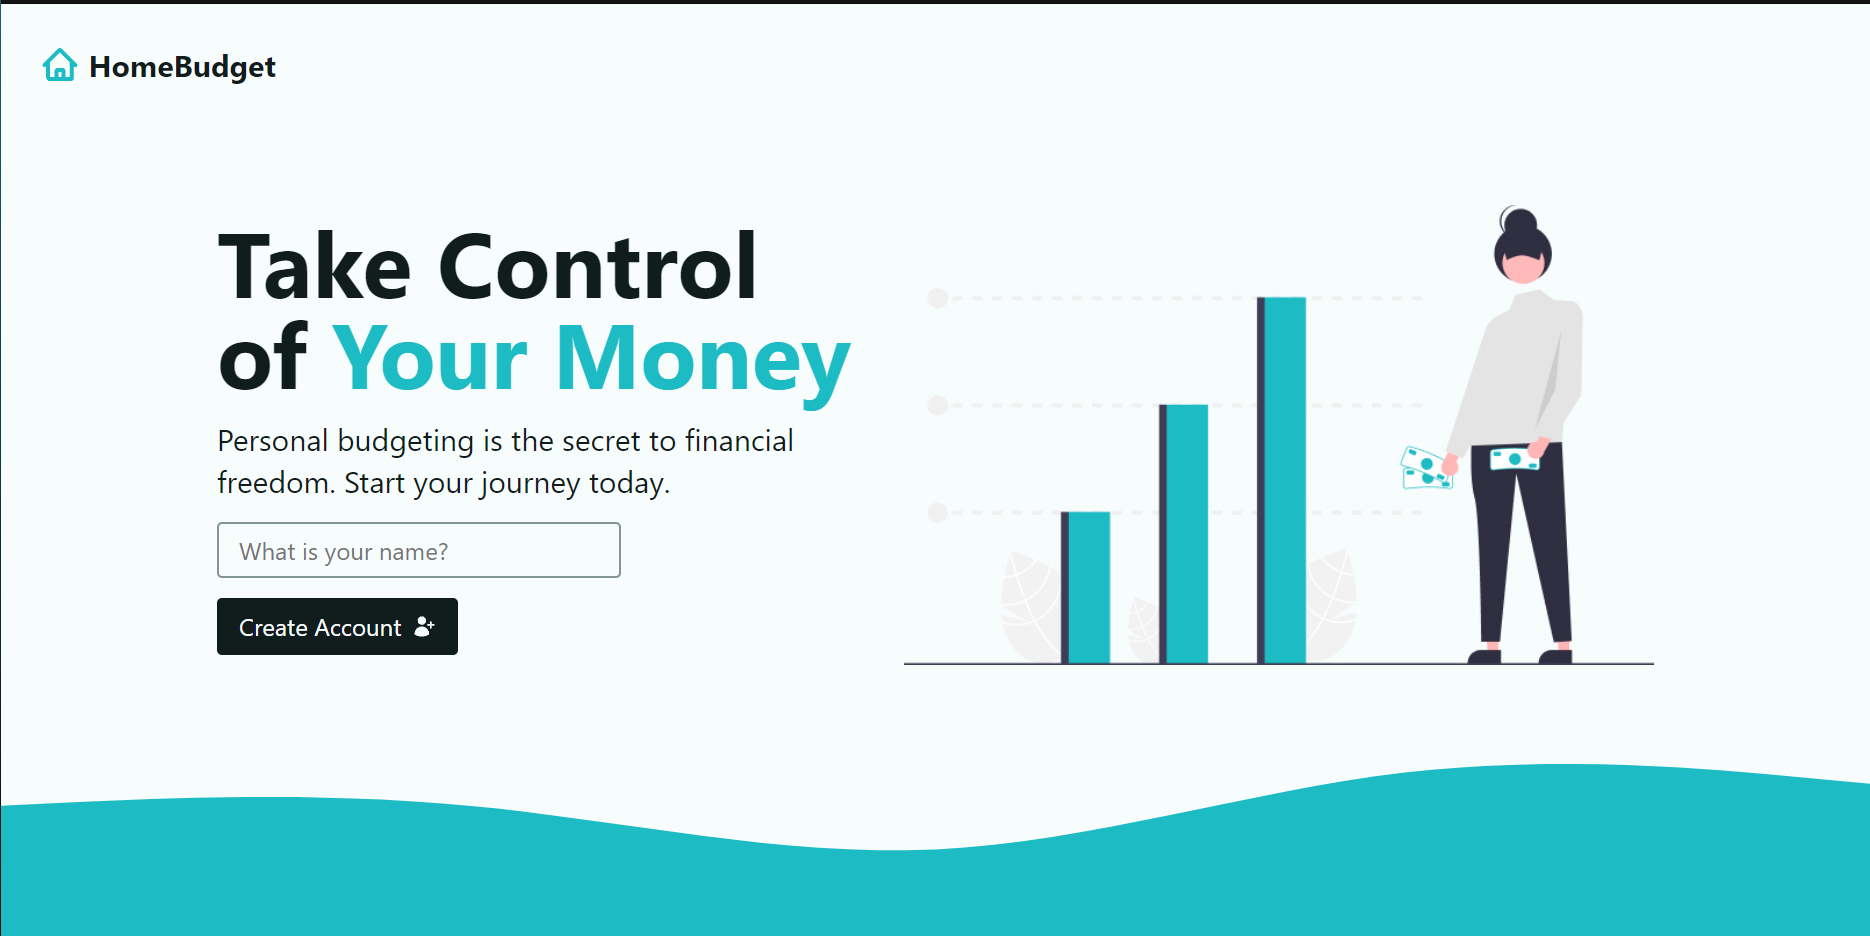 HomeBudget
Take Control
of Your Money
Personal budgeting is the secret to financial
freedom. Start your journey today.
What is your name?
Create Account